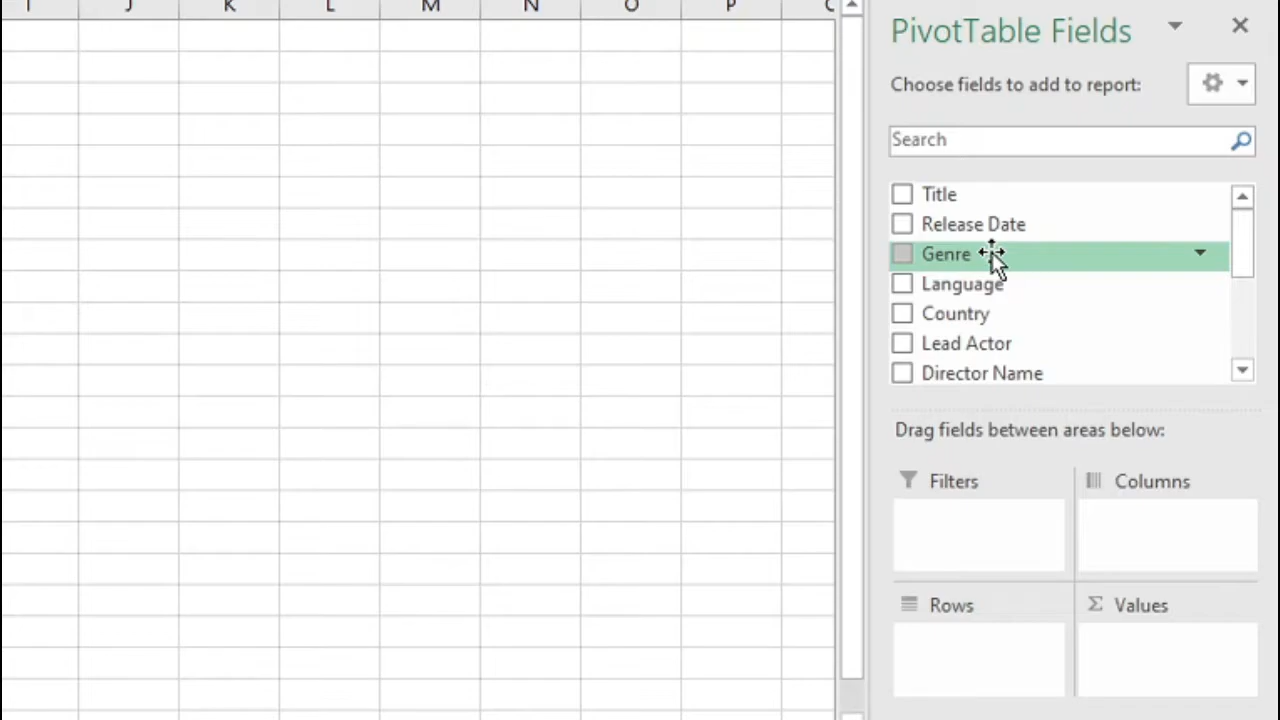 I J K L M N O P
PivotTable Fields
Choose fields to add to report:
Search
Title
Release Date
Genre
Language
Country
Lead Actor
Director Name
Drag fields between areas below:
Filters Columns
Rows Σ Values